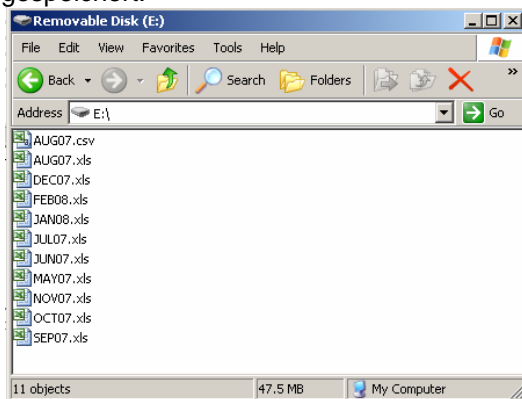 gespeichert.
Removable Disk (E:)
File Edit View Favorites Tools Help
Back Search Folders »
Address E:\ Go
AUG07.csv
AUG07.xls
DEC07.xls
FEB08.xls
JAN08.xls
JUL07.xls
JUN07.xls
MAY07.xls
NOV07.xls
OCT07.xls
SEP07.xls
11 objects 47.5 MB My Computer